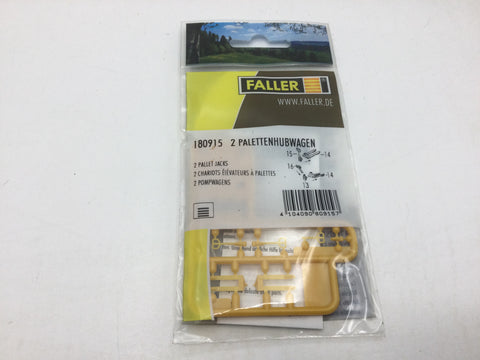 FALLER
WWW.FALLER.DE
180915 2 PALETTENHUBWAGEN
2 PALLET JACKS
2 CHARIOTS ÉLÉVATEURS À PALETTES
2 POMPWAGENS
15
14
16
14
13
4 104090 809157